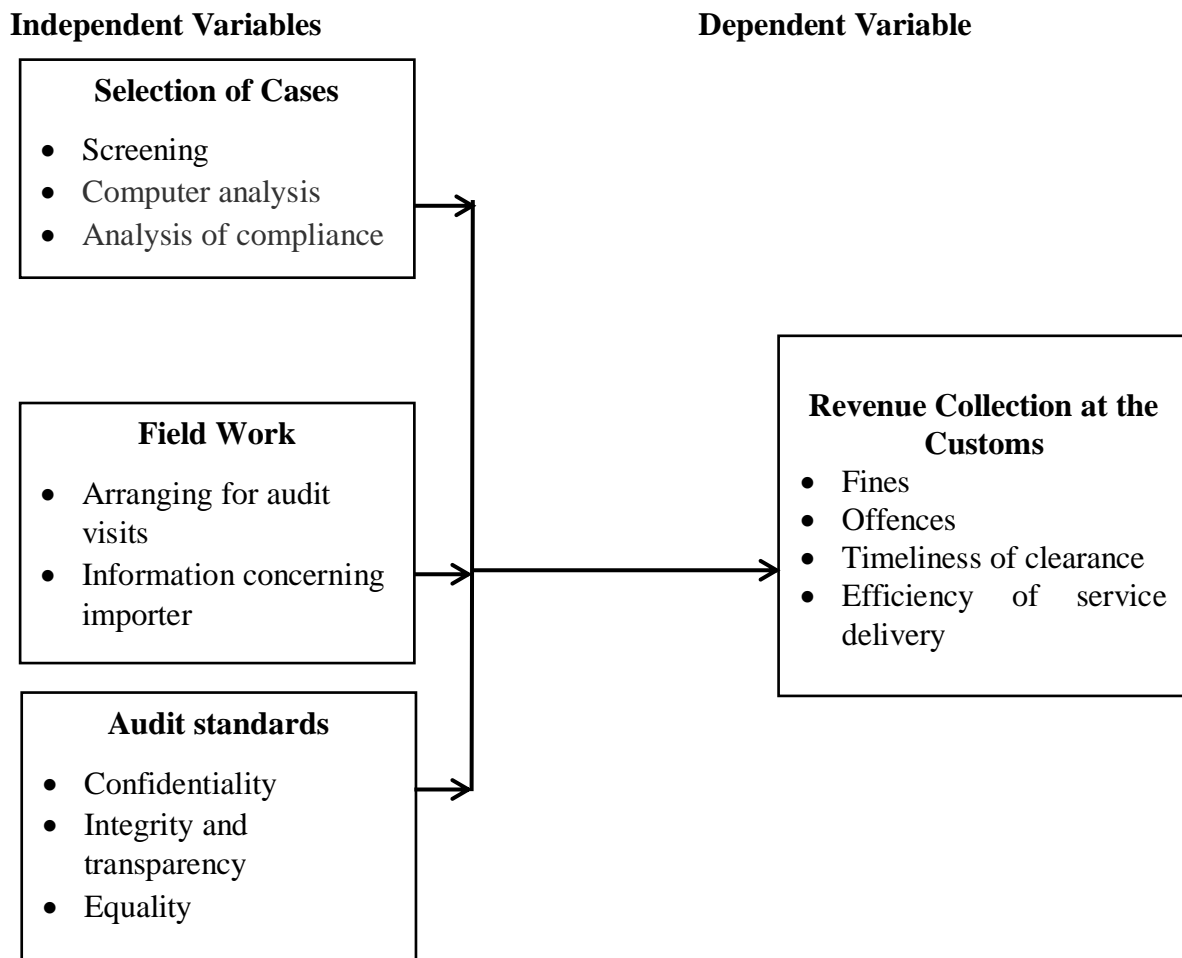 Independent Variables
Dependent Variable
Selection of Cases
• Screening
• Computer analysis
• Analysis of compliance
Field Work
• Arranging for audit
visits
• Information concerning
importer
Audit standards
• Confidentiality
• Integrity and
transparency
• Equality
Revenue Collection at the
Customs
• Fines
• Offences
• Timeliness of clearance
• Efficiency of service
delivery